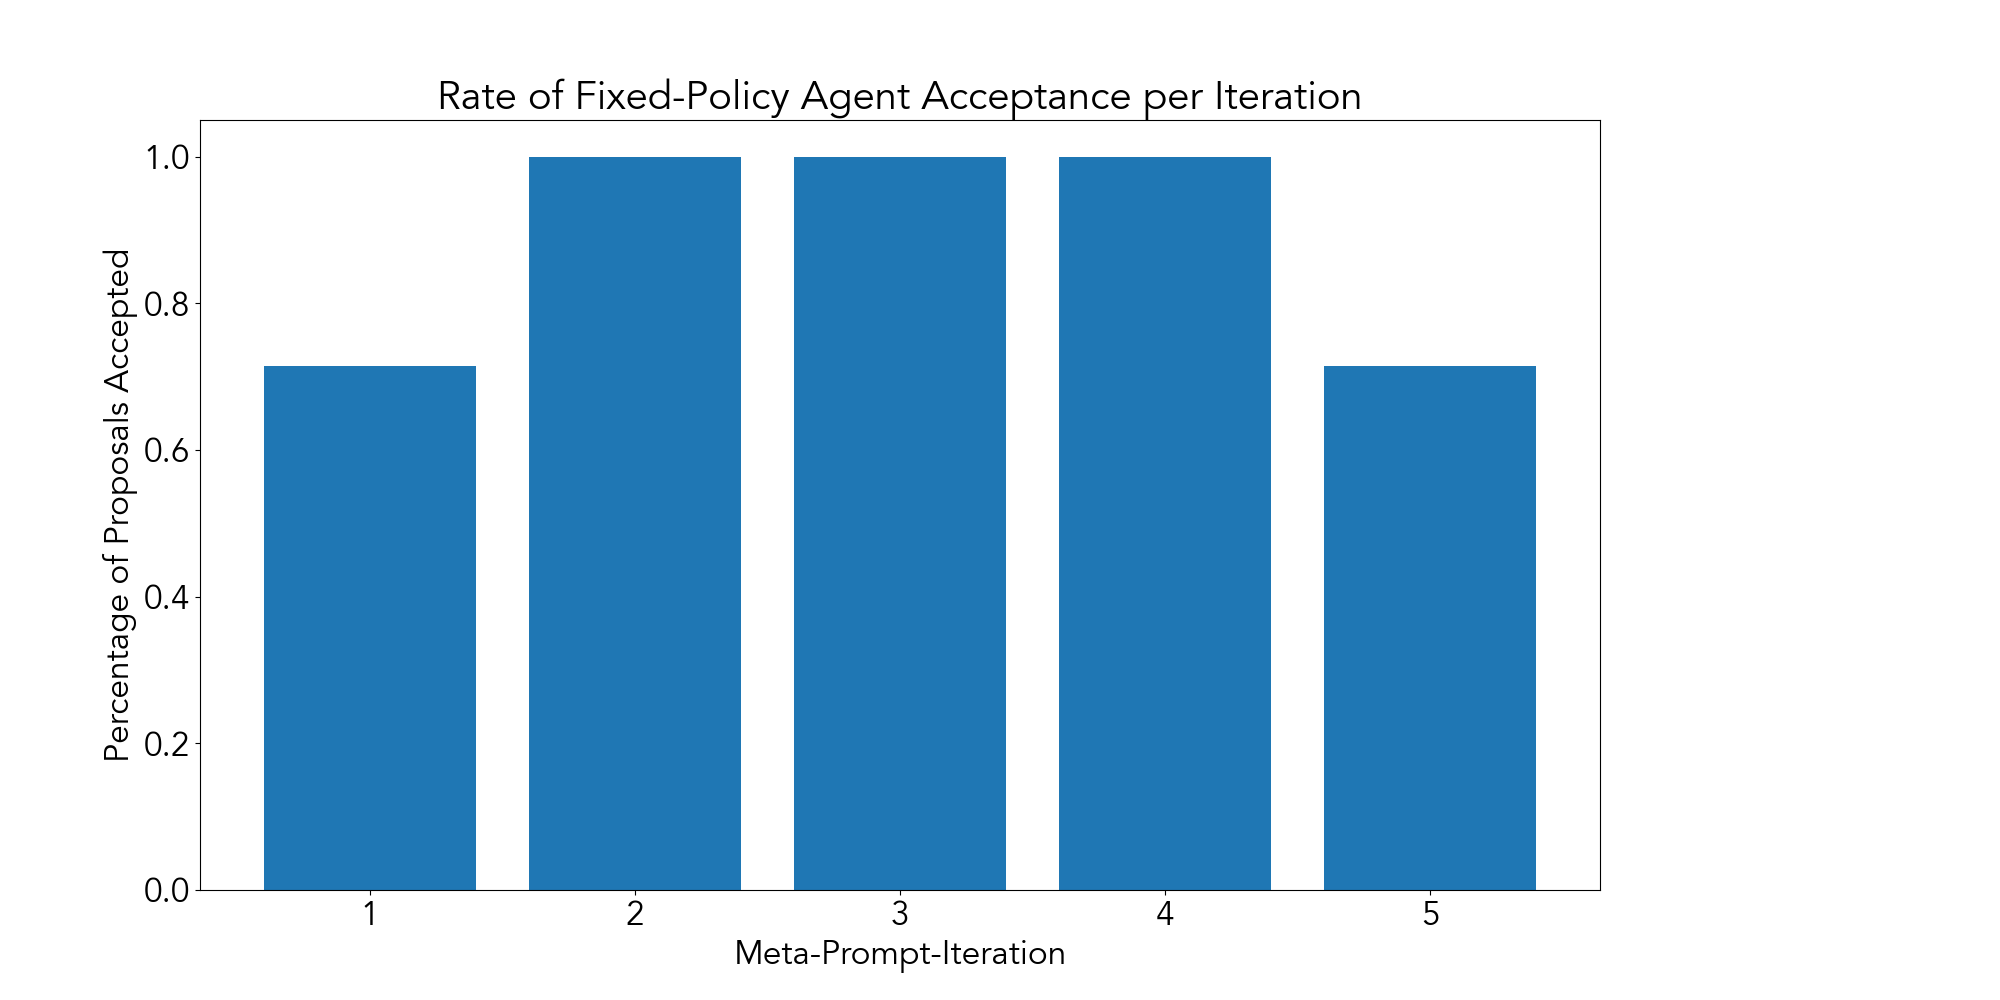 Rate of Fixed-Policy Agent Acceptance per Iteration
Percentage of Proposals Accepted
1.0
0.8
0.6
0.4
0.2
0.0
1 2 3 4 5
Meta-Prompt-Iteration